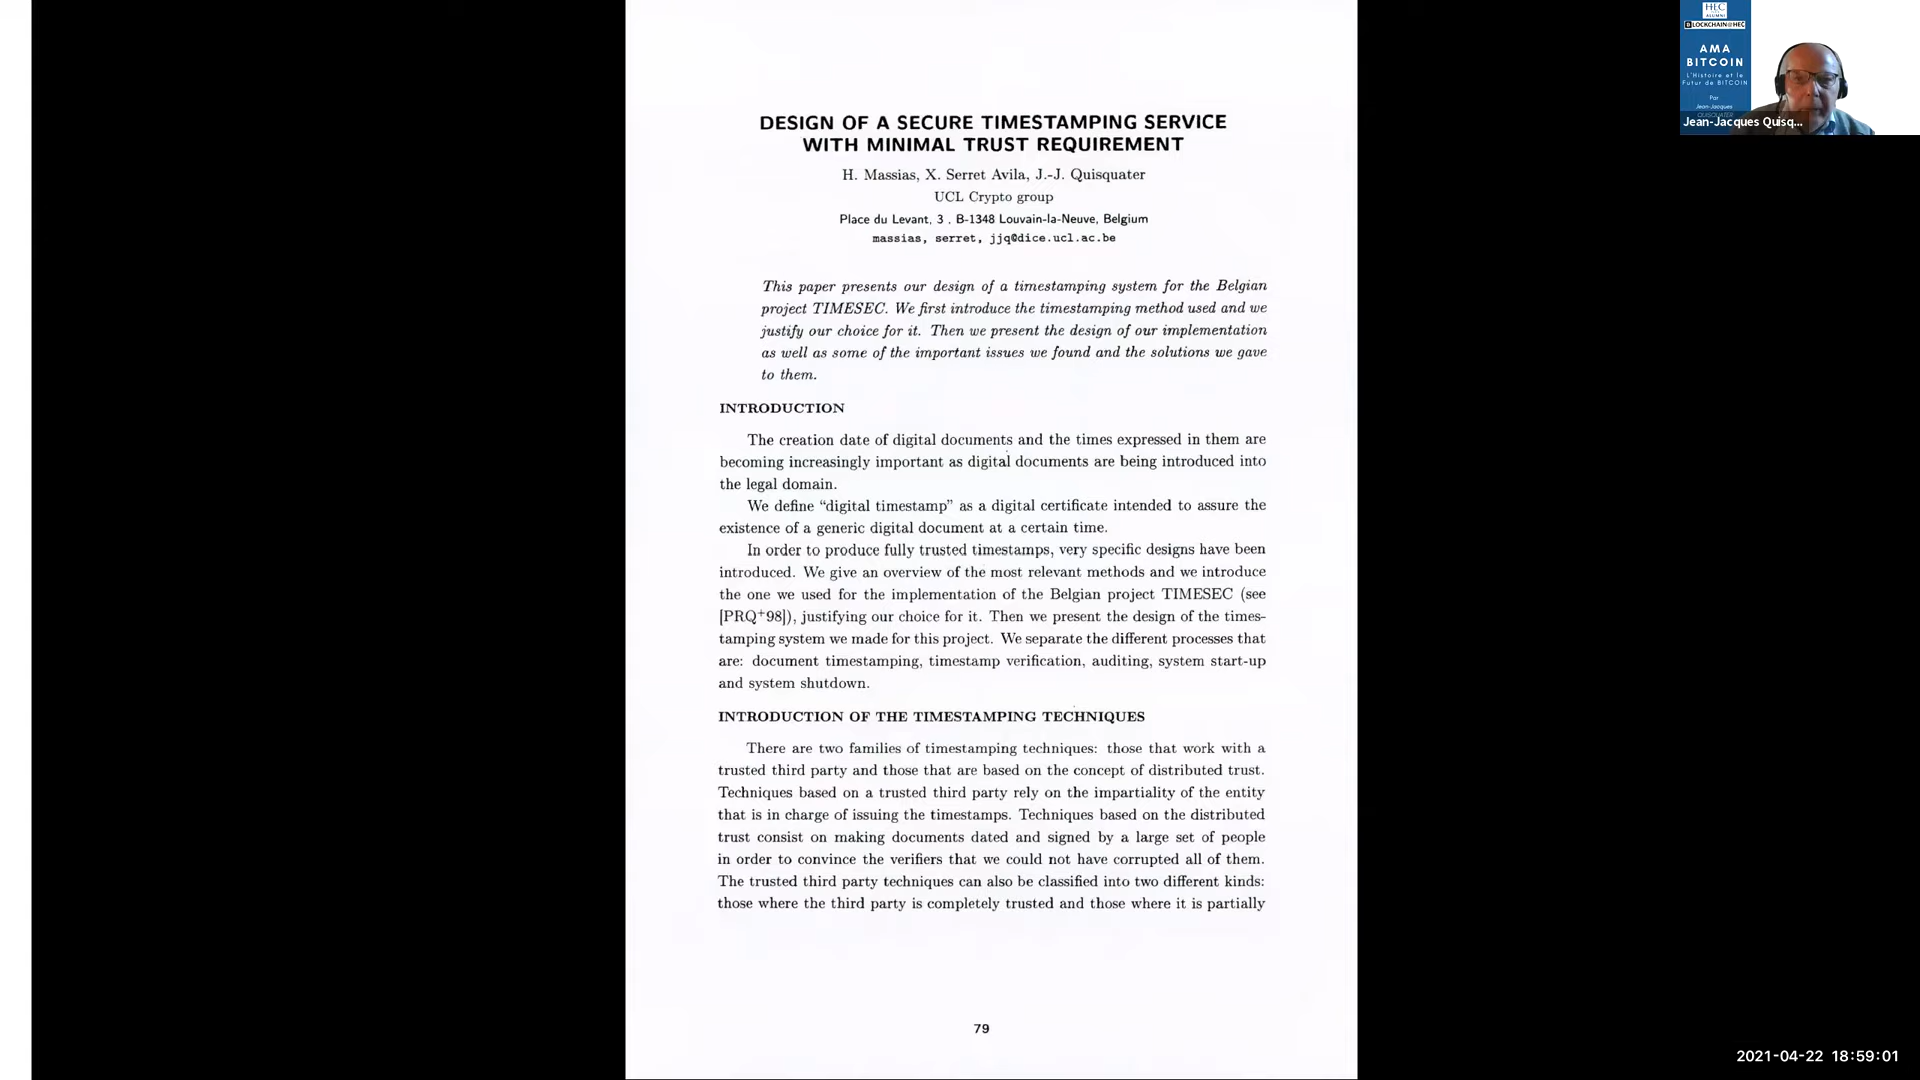 DESIGN OF A SECURE TIMESTAMPING SERVICE
WITH MINIMAL TRUST REQUIREMENT
H. Massias, X. Serret Avila, J.-J. Quisquater
UCL Crypto group
Place du Levant, 3 . B-1348 Louvain-la-Neuve, Belgium
massias, serret, jjq@dice.ucl.ac.be
This paper presents our design of a timestamping system for the Belgian
project TIMESEC. We first introduce the timestamping method used and we
justify our choice for it. Then we present the design of our implementation
as well as some of the important issues we found and the solutions we gave
to them.
INTRODUCTION
The creation date of digital documents and the times expressed in them are
becoming increasingly important as digital documents are being introduced into
the legal domain.
We define “digital timestamp” as a digital certificate intended to assure the
existence of a generic digital document at a certain time.
In order to produce fully trusted timestamps, very specific designs have been
introduced. We give an overview of the most relevant methods and we introduce
the one we used for the implementation of the Belgian project TIMESEC (see
[PRQ+98]), justifying our choice for it. Then we present the design of the times-
tamping system we made for this project. We separate the different processes that
are: document timestamping, timestamp verification, auditing, system start-up
and system shutdown.
INTRODUCTION OF THE TIMESTAMPING TECHNIQUES
There are two families of timestamping techniques: those that work with a
trusted third party and those that are based on the concept of distributed trust.
Techniques based on a trusted third party rely on the impartiality of the entity
that is in charge of issuing the timestamps. Techniques based on the distributed
trust consist on making documents dated and signed by a large set of people
in order to convince the verifiers that we could not have corrupted all of them.
The trusted third party techniques can also be classified into two different kinds:
those where the third party is completely trusted and those where it is partially
79
HEC
ALUMNI
BLOCKCHAIN@HEC
AMA
BITCOIN
L'Histoire et le
Futur de BITCOIN
Par
Jean-Jacques
QUISQUATER
Jean-Jacques Quisq...
2021-04-22 18:59:01